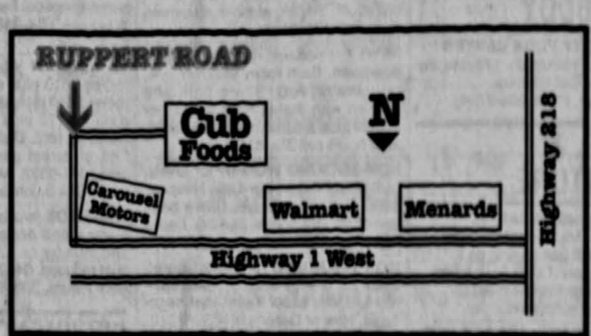 RUPPERT ROAD
Cub
Foods
N
Carousel
Motors
Walmart
Menards
Highway 1 West
Highway 218